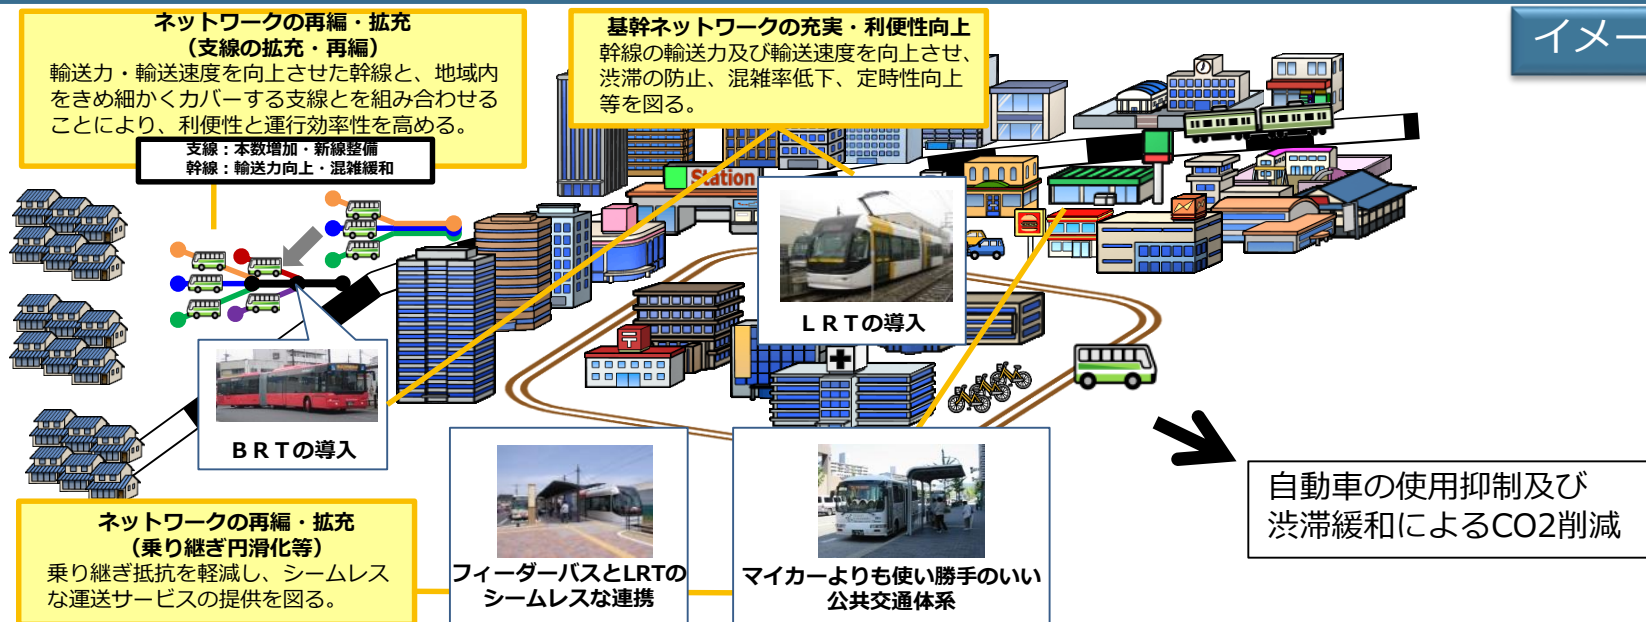 ネットワークの再編・拡充
（支線の拡充・再編）
輸送力・輸送速度を向上させた幹線と、地域内
をきめ細かくカバーする支線とを組み合わせる
ことにより、利便性と運行効率性を高める。
支線：本数増加・新線整備
幹線：輸送力向上・混雑緩和
基幹ネットワークの充実・利便性向上
幹線の輸送力及び輸送速度を向上させ、
渋滞の防止、混雑率低下、定時性向上
等を図る。
イメー
Station
ＬＲＴの導入
ＢＲＴの導入
ネットワークの再編・拡充
（乗り継ぎ円滑化等）
乗り継ぎ抵抗を軽減し、シームレス
な運送サービスの提供を図る。
フィーダーバスとLRTの
シームレスな連携
マイカーよりも使い勝手のいい
公共交通体系
自動車の使用抑制及び
渋滞緩和によるCO2削減